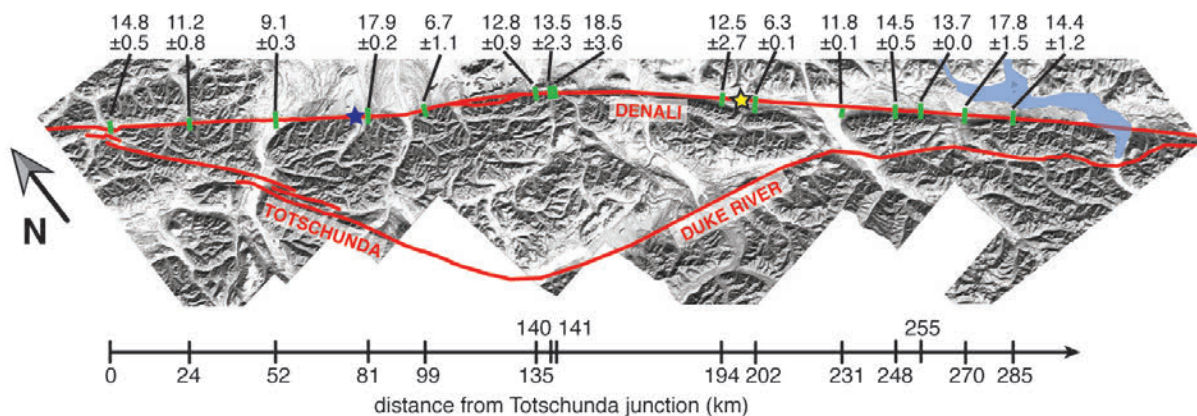 14.8 11.2 9.1 17.9 6.7 12.8 13.5 18.5 12.5 6.3 11.8 14.5 13.7 17.8 14.4
±0.5 ±0.8 ±0.3 ±0.2 ±1.1 ±0.9 ±2.3 ±3.6 ±2.7 ±0.1 ±0.1 ±0.5 ±0.0 ±1.5 ±1.2
DENALI
TOTSCHUNDA
DUKE RIVER
N
140 141 255
0 24 52 81 99 135 194 202 231 248 270 285
distance from Totschunda junction (km)